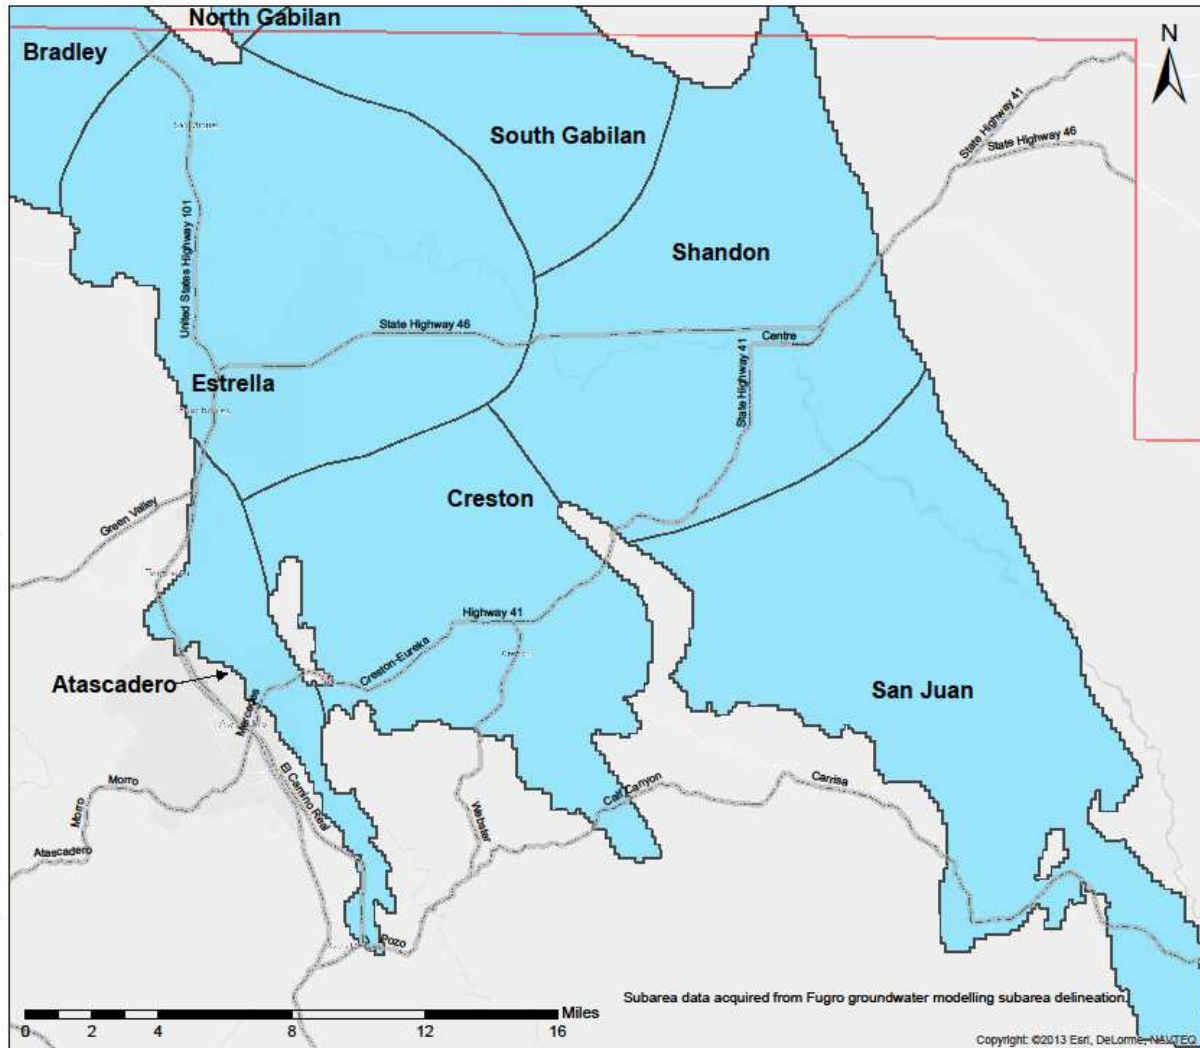 North Gabilan
Bradley
N
State Highway 41
South Gabilan
State Highway 46
United States Highway 101
Shandon
State Highway 46
Centre
State Highway 41
Estrella
Creston
Green Valley
Highway 41
Creston-Eureka
Atascadero
San Juan
Mercedes
Morro
Morro
El Camino Real
Calf Canyon
Carrisa
Webster
Atascadero
Pozo
Subarea data acquired from Fugro groundwater modelling subarea delineation.
Miles
0 2 4 8 12 16
Copyright: ©2013 Esri, DeLorme, NAVTEQ